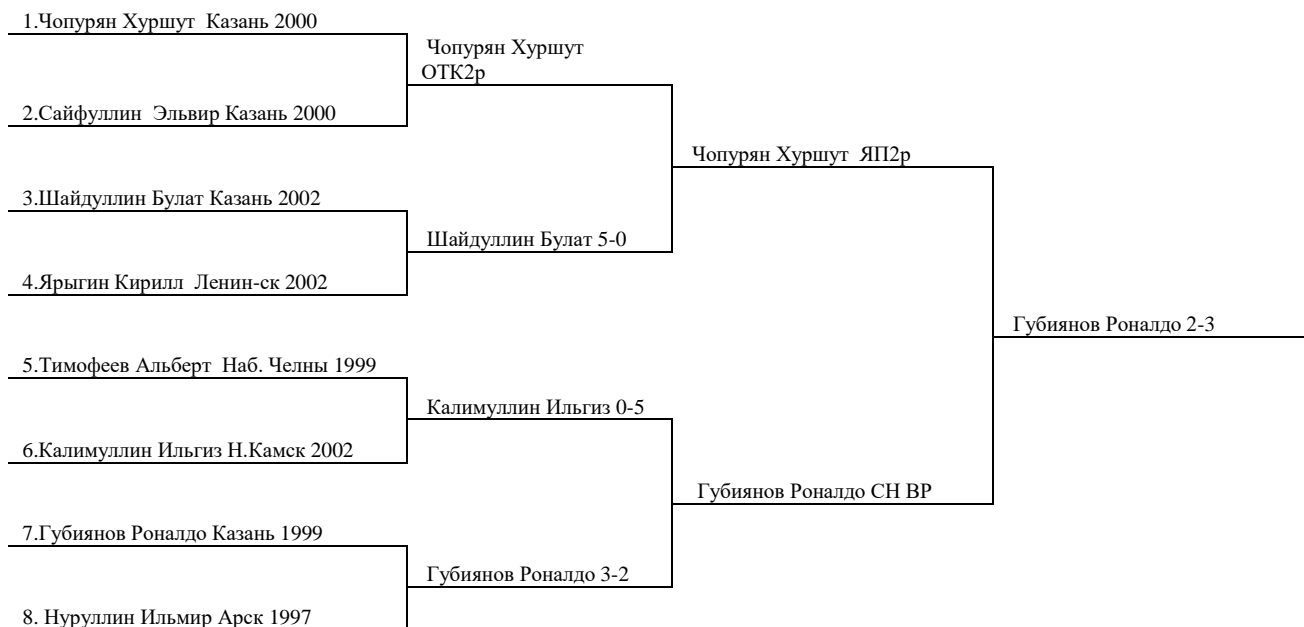 1.Чопурян Хуршут  Казань 2000
Чопурян Хуршут
ОТК2р
2.Сайфуллин  Эльвир Казань 2000
Чопурян Хуршут  ЯП2р
3.Шайдуллин Булат Казань 2002
Шайдуллин Булат 5-0
4.Ярыгин Кирилл  Ленин-ск 2002
Губиянов Роналдо 2-3
5.Тимофеев Альберт  Наб. Челны 1999
Калимуллин Ильгиз 0-5
6.Калимуллин Ильгиз Н.Камск 2002
Губиянов Роналдо СН ВР
7.Губиянов Роналдо Казань 1999
Губиянов Роналдо 3-2
8. Нуруллин Ильмир Арск 1997